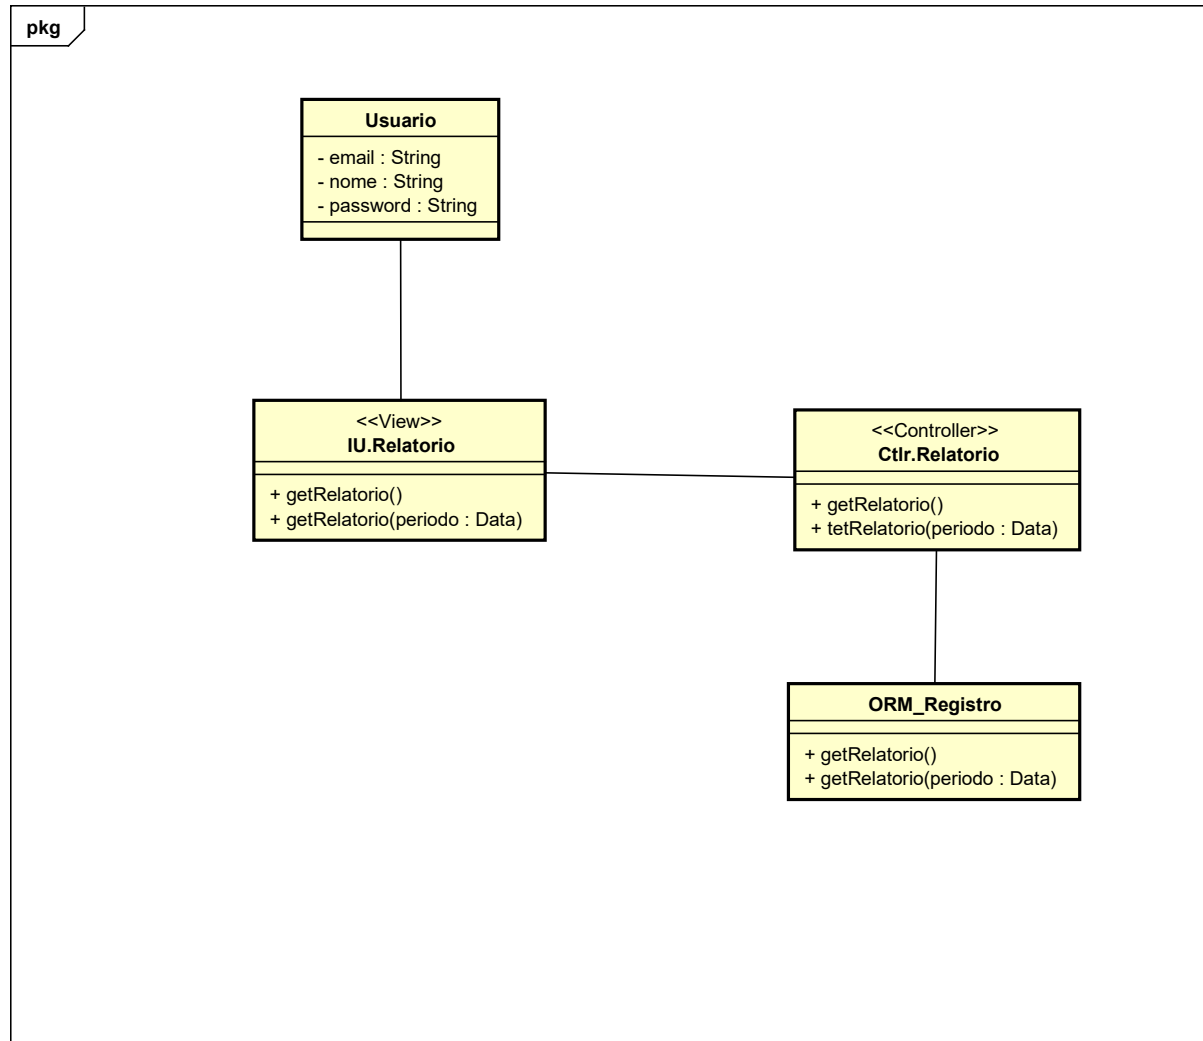 pkg
Usuario
- email : String
- nome : String
- password : String
<<View>>
IU.Relatorio
+ getRelatorio()
+ getRelatorio(periodo : Data)
<<Controller>>
Ctlr.Relatorio
+ getRelatorio()
+ tetRelatorio(periodo : Data)
ORM_Registro
+ getRelatorio()
+ getRelatorio(periodo : Data)